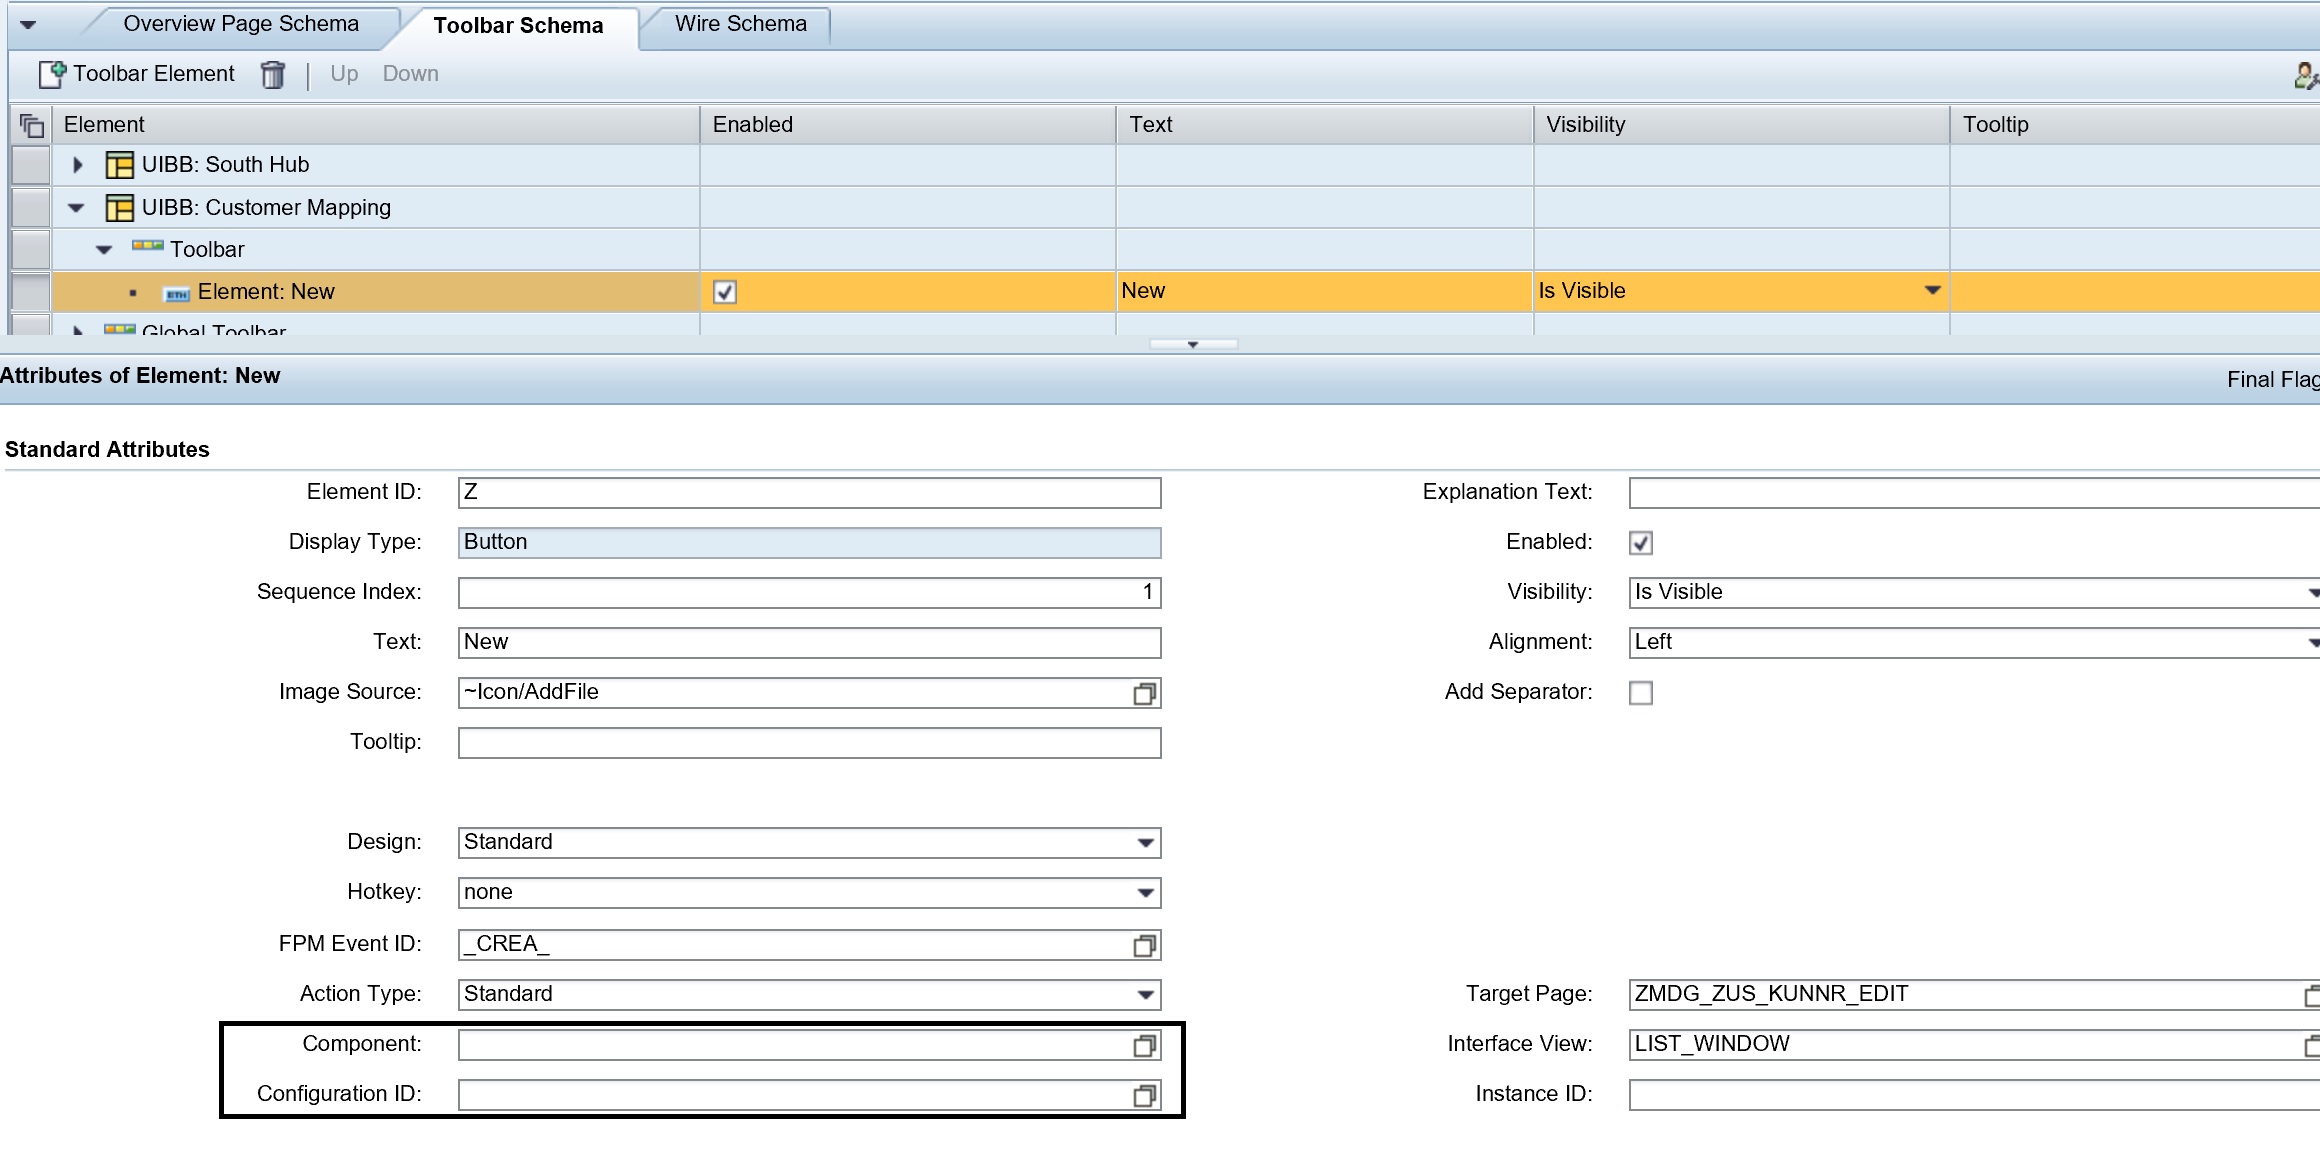 Overview Page Schema Toolbar Schema Wire Schema
Toolbar Element Up Down
Element Enabled Text Visibility Tooltip
UIBB: South Hub
UIBB: Customer Mapping
Toolbar
Element: New New Is Visible
Global Toolbar
Attributes of Element: New Final Flag
Standard Attributes
Element ID: Z Explanation Text:
Display Type: Button Enabled:
Sequence Index: 1 Visibility: Is Visible
Text: New Alignment: Left
Image Source: ~Icon/AddFile Add Separator:
Tooltip:
Design: Standard
Hotkey: none
FPM Event ID: _CREA_
Action Type: Standard Target Page: ZMDG_ZUS_KUNNR_EDIT
Component: Interface View: LIST_WINDOW
Configuration ID: Instance ID: